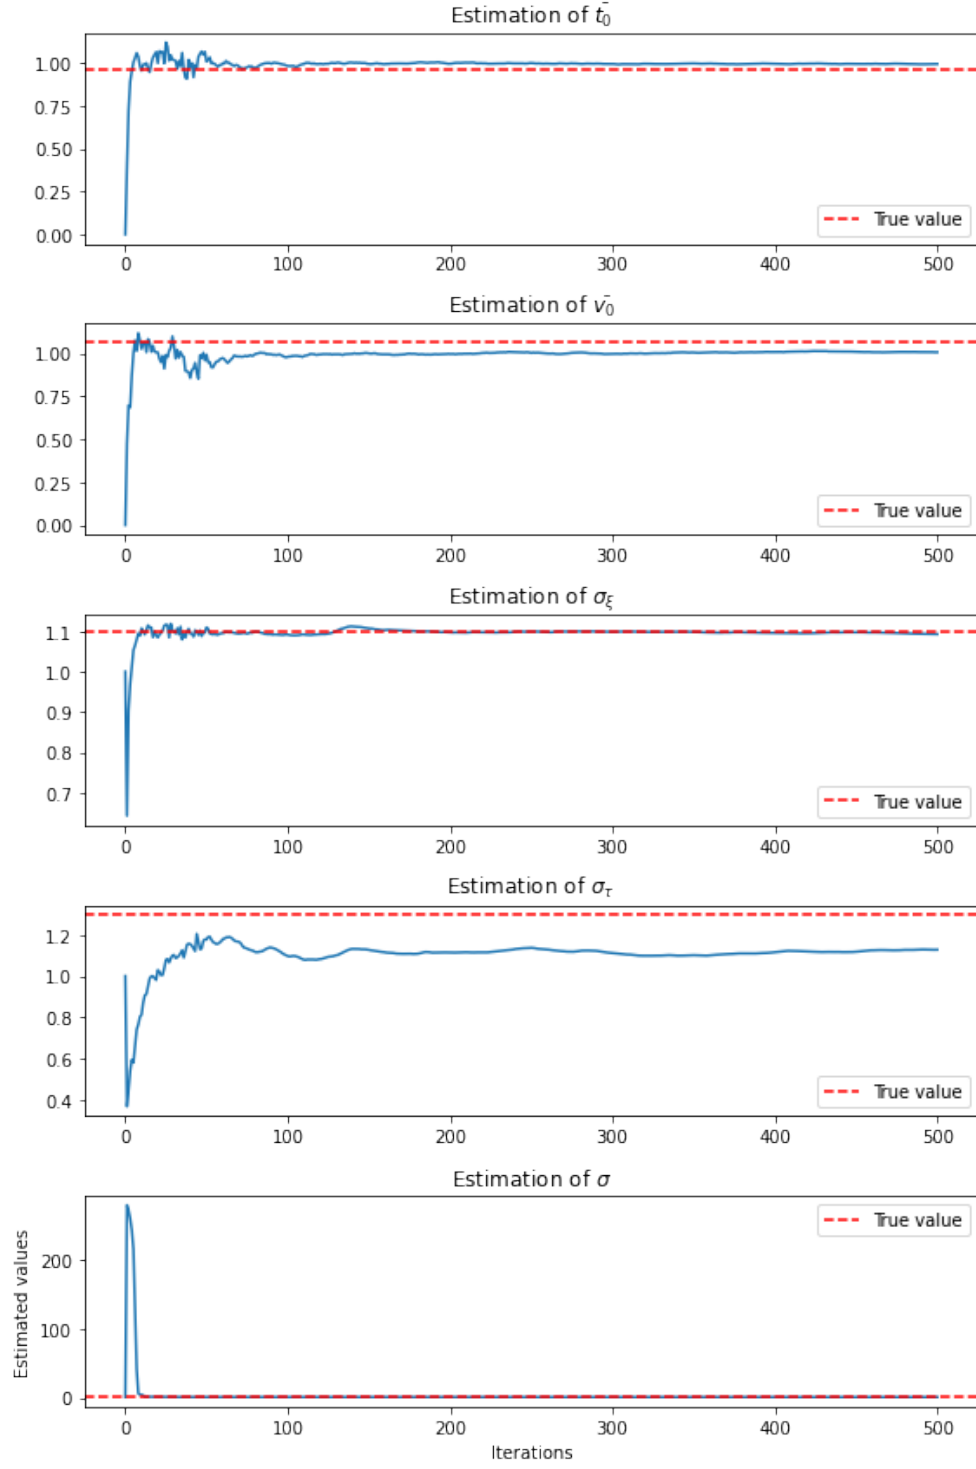 Estimation of $\bar{t_0}$
1.00
0.75
0.50
0.25
0.00
True value
0 100 200 300 400 500
Estimation of $\bar{v_0}$
1.00
0.75
0.50
0.25
0.00
True value
0 100 200 300 400 500
Estimation of σ_ξ
1.1
1.0
0.9
0.8
0.7
True value
0 100 200 300 400 500
Estimation of σ_τ
1.2
1.0
0.8
0.6
0.4
True value
0 100 200 300 400 500
Estimation of σ
True value
Estimated values
200
100
0
0 100 200 300 400 500
Iterations